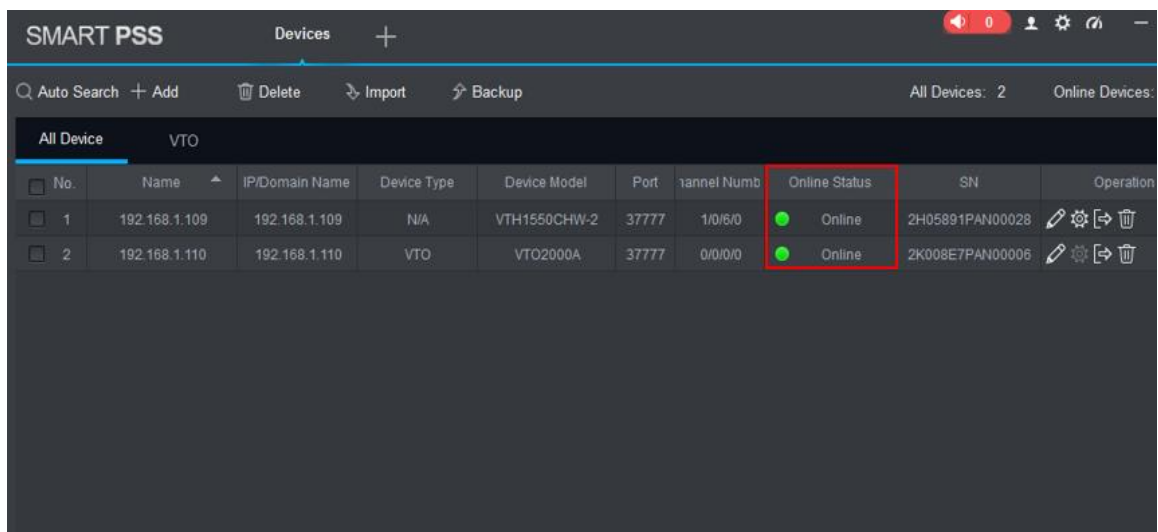 SMART PSS Devices 0
Auto Search Add Delete Import Backup All Devices: 2 Online Devices:
All Device VTO
No. Name IP/Domain Name Device Type Device Model Port hannel Numb Online Status SN Operation
1 192.168.1.109 192.168.1.109 N/A VTH1550CHW-2 37777 1/0/6/0 Online 2H05891PAN00028
2 192.168.1.110 192.168.1.110 VTO VTO2000A 37777 0/0/0/0 Online 2K008E7PAN00006